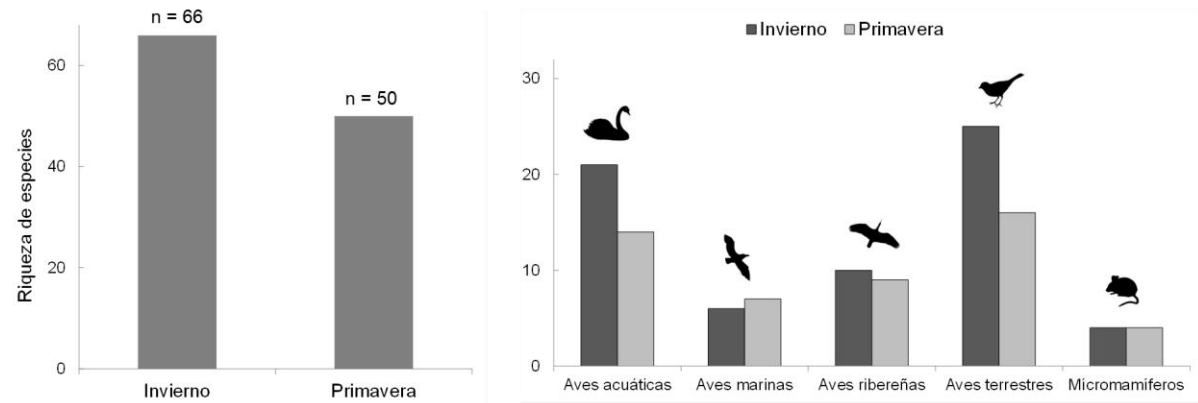 n = 66
n = 50
Riqueza de especies
60
40
20
0
Invierno Primavera
Invierno Primavera
30
20
10
0
Aves acuáticas Aves marinas Aves ribereñas Aves terrestres Micromamiferos